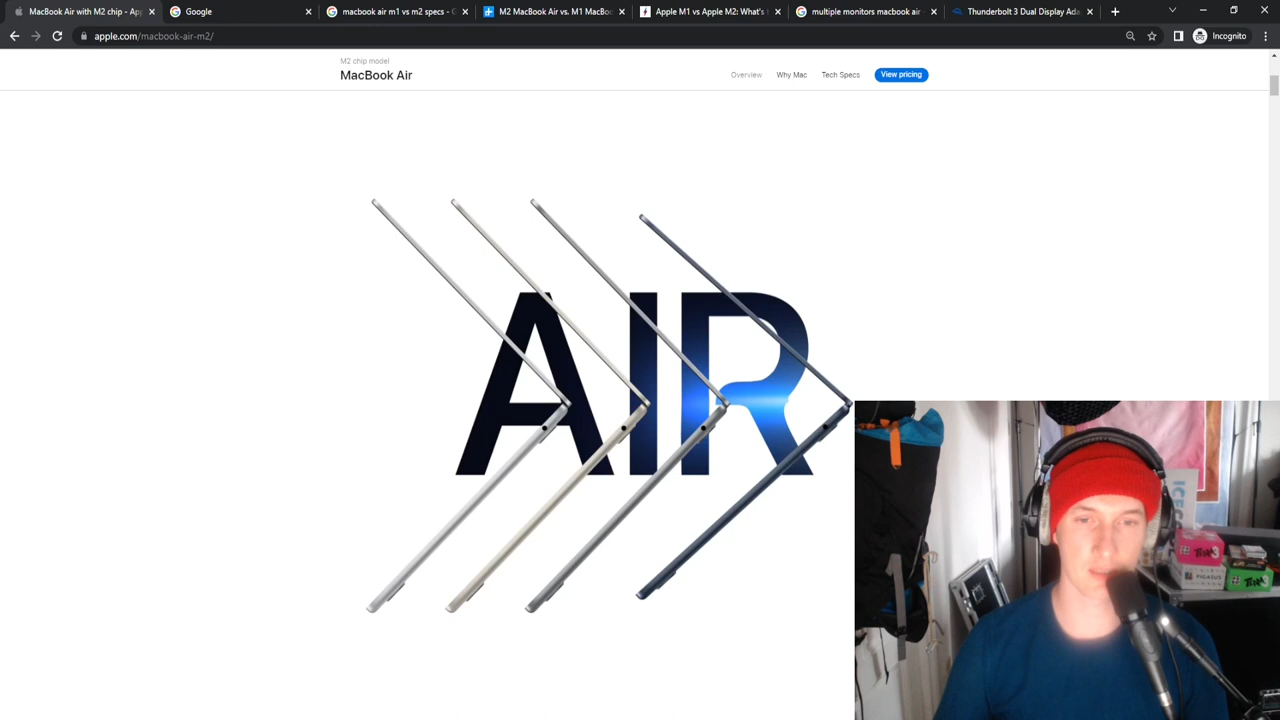 MacBook Air with M2 chip - App
Google
macbook air m1 vs m2 specs - G
M2 MacBook Air vs. M1 MacBo
Apple M1 vs Apple M2: What's t
multiple monitors macbook air
Thunderbolt 3 Dual Display Ada
apple.com/macbook-air-m2/
Incognito
M2 chip model
MacBook Air
Overview
Why Mac
Tech Specs
View pricing
AIR
PIGASUS